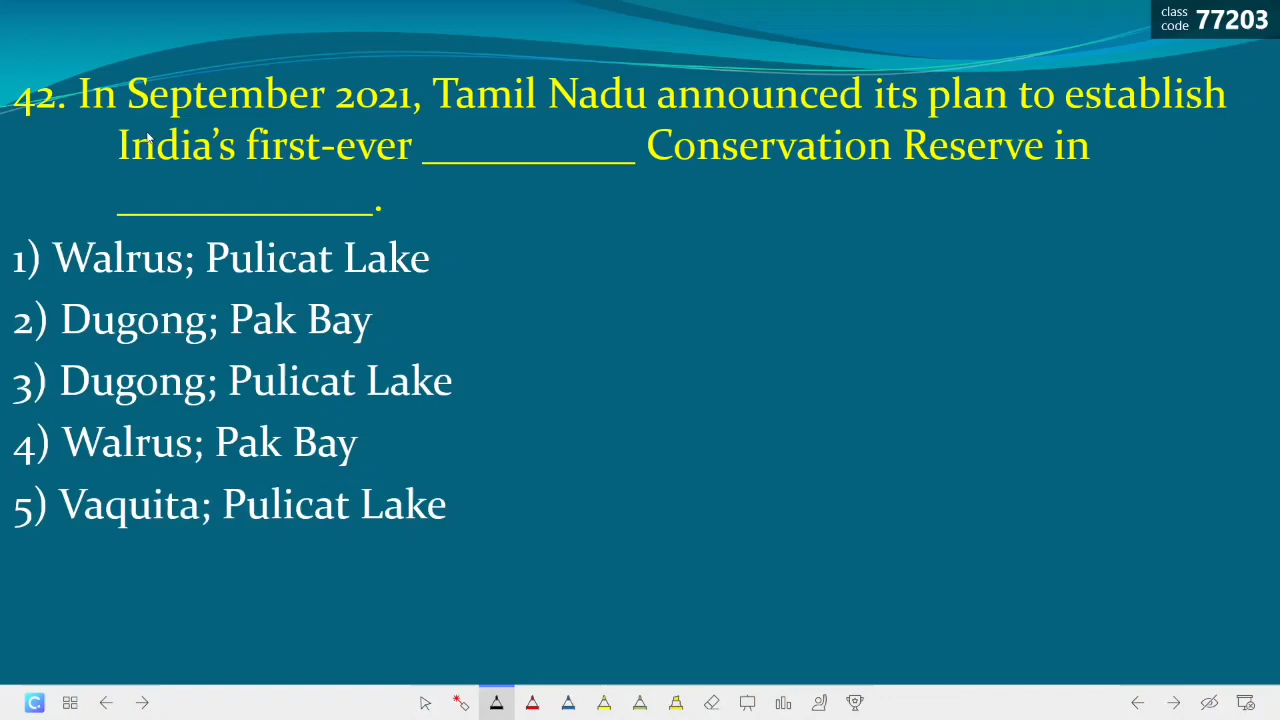 class
code 77203
42. In September 2021, Tamil Nadu announced its plan to establish
India’s first-ever __________ Conservation Reserve in
____________.
1) Walrus; Pulicat Lake
2) Dugong; Pak Bay
3) Dugong; Pulicat Lake
4) Walrus; Pak Bay
5) Vaquita; Pulicat Lake